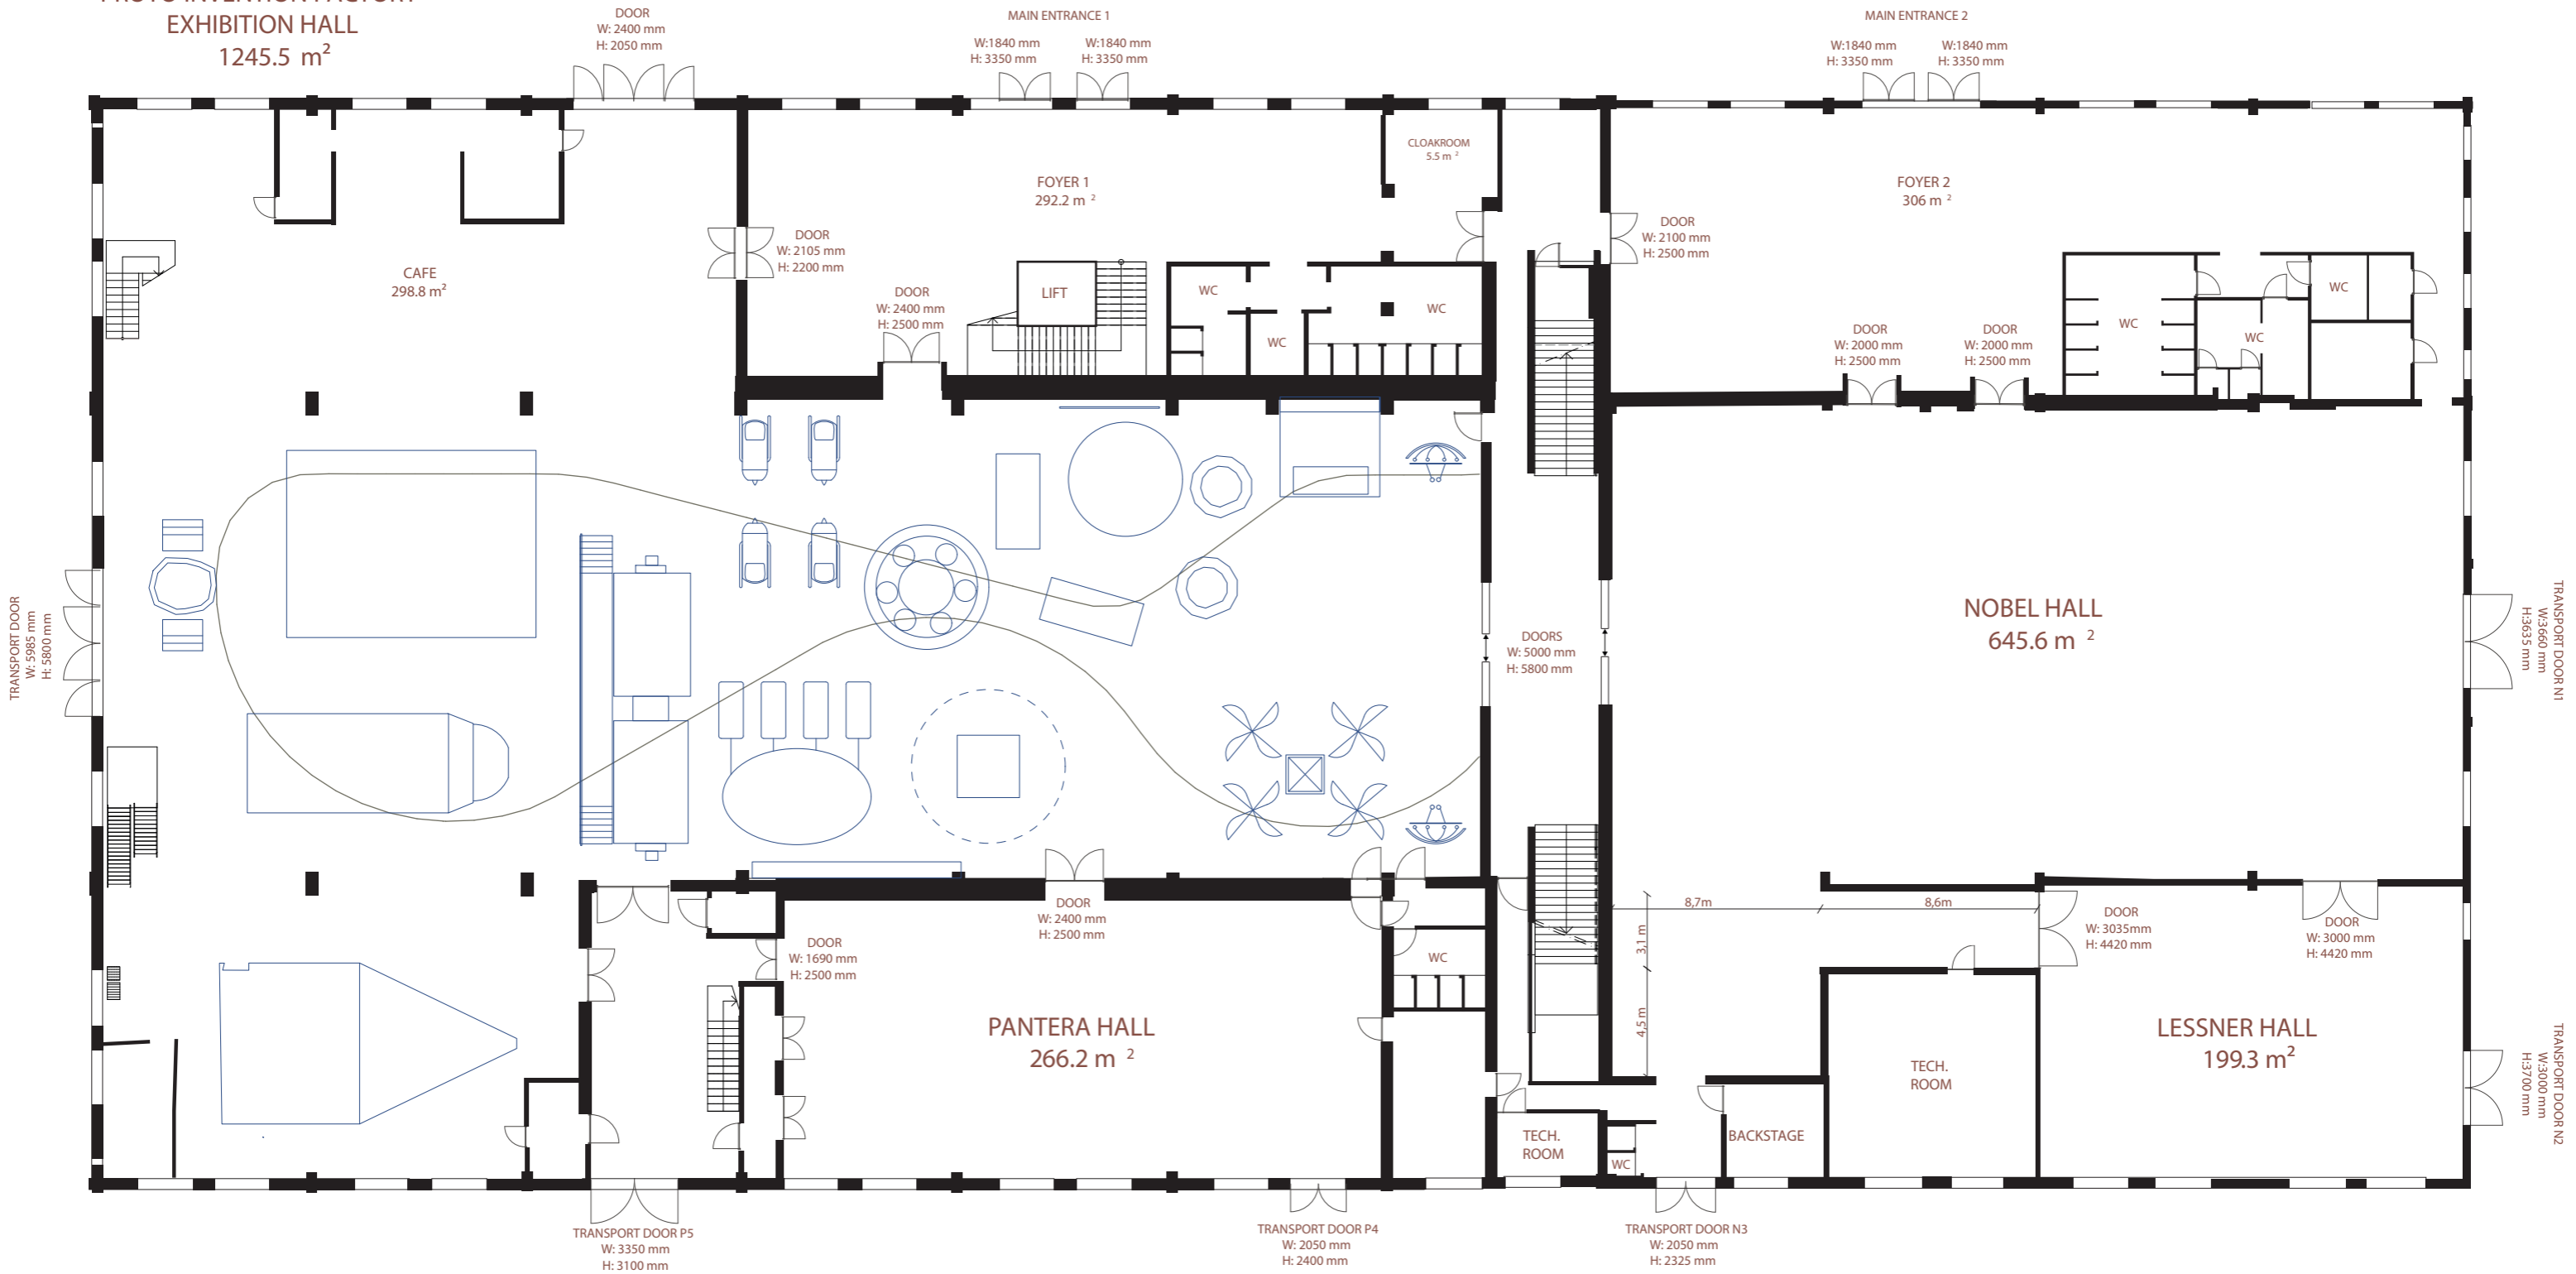 EXHIBITION HALL
1245.5 m²
DOOR
W: 2400 mm
H: 2050 mm
MAIN ENTRANCE 1
W:1840 mm
H: 3350 mm
W:1840 mm
H: 3350 mm
MAIN ENTRANCE 2
W:1840 mm
H: 3350 mm
W:1840 mm
H: 3350 mm
CLOAKROOM
5.5 m ²
FOYER 1
292.2 m ²
FOYER 2
306 m ²
DOOR
W: 2105 mm
H: 2200 mm
DOOR
W: 2100 mm
H: 2500 mm
CAFE
298.8 m²
DOOR
W: 2400 mm
H: 2500 mm
LIFT
WC
WC
WC
DOOR
W: 2000 mm
H: 2500 mm
DOOR
W: 2000 mm
H: 2500 mm
WC
WC
WC
TRANSPORT DOOR
W: 5985 mm
H: 5800 mm
DOORS
W: 5000 mm
H: 5800 mm
NOBEL HALL
645.6 m ²
TRANSPORT DOOR N1
W:3660 mm
H:3635 mm
DOOR
W: 2400 mm
H: 2500 mm
DOOR
W: 1690 mm
H: 2500 mm
WC
8,7m
8,6m
3,1 m
4,5 m
DOOR
W: 3035mm
H: 4420 mm
DOOR
W: 3000 mm
H: 4420 mm
PANTERA HALL
266.2 m ²
LESSNER HALL
199.3 m²
TECH.
ROOM
TRANSPORT DOOR N2
W:3000 mm
H:3700 mm
TECH.
ROOM
WC
BACKSTAGE
TRANSPORT DOOR P5
W: 3350 mm
H: 3100 mm
TRANSPORT DOOR P4
W: 2050 mm
H: 2400 mm
TRANSPORT DOOR N3
W: 2050 mm
H: 2325 mm